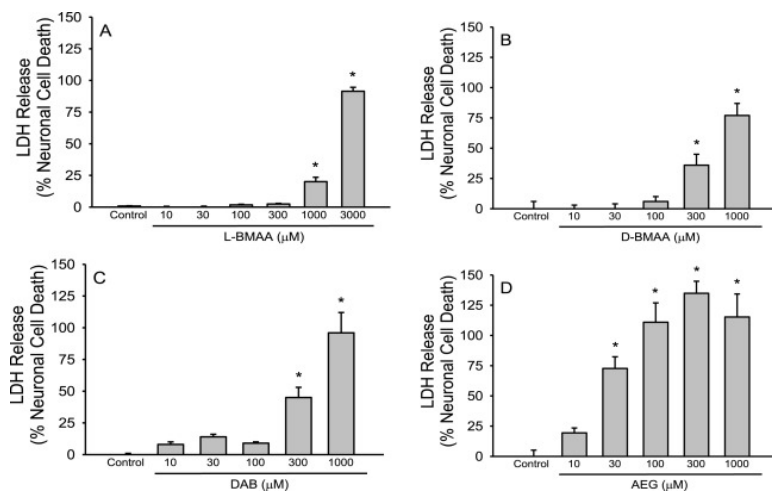 A
LDH Release
(% Neuronal Cell Death)
150
125
100
75
50
25
0
*
*
Control 10 30 100 300 1000 3000
L-BMAA (μM)
B
LDH Release
(% Neuronal Cell Death)
150
125
100
75
50
25
0
*
*
Control 10 30 100 300 1000
D-BMAA (μM)
C
LDH Release
(% Neuronal Cell Death)
150
125
100
75
50
25
0
*
*
Control 10 30 100 300 1000
DAB (μM)
D
LDH Release
(% Neuronal Cell Death)
150
125
100
75
50
25
0
*
*
*
*
Control 10 30 100 300 1000
AEG (μM)